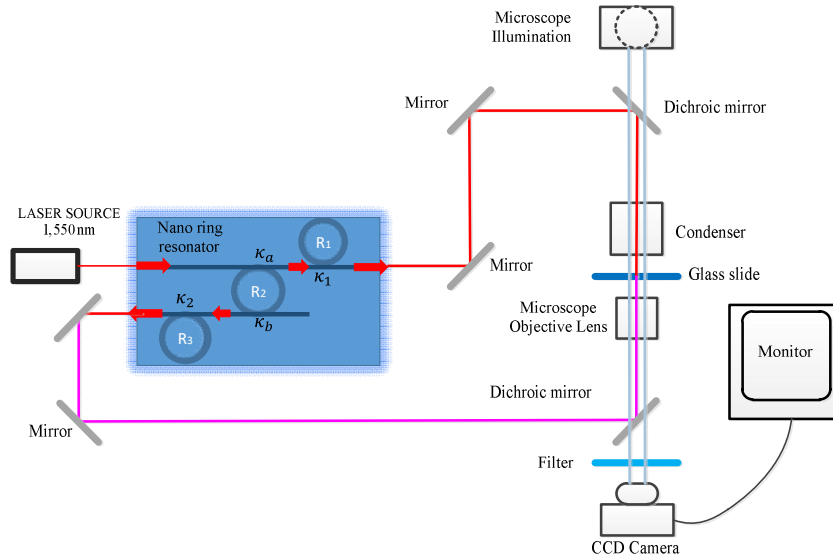 Microscope
Illumination
Mirror
Dichroic mirror
LASER SOURCE
1,550 nm
Nano ring
resonator
R1
κa
κ1
Mirror
Condenser
Glass slide
κ2
R2
κb
R3
Microscope
Objective Lens
Monitor
Dichroic mirror
Mirror
Filter
CCD Camera